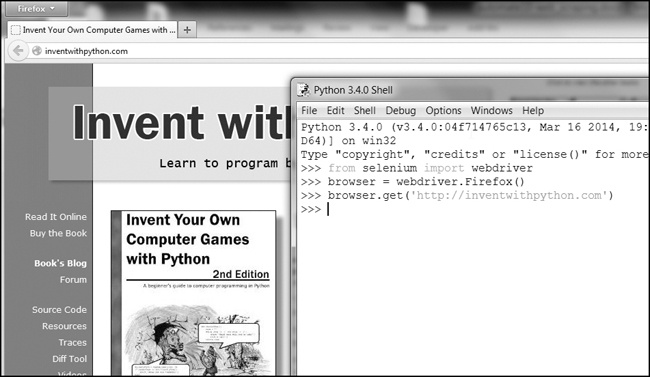 Firefox
Invent Your Own Computer Games with ...
inventwithpython.com
Invent with
Learn to program b
Read It Online
Buy the Book
Book's Blog
Forum
Source Code
Resources
Traces
Diff Tool
Videos
Invent Your Own
Computer Games
with Python
2nd Edition
A beginner's guide to computer programming in Python
Python 3.4.0 Shell
File Edit Shell Debug Options Windows Help
Python 3.4.0 (v3.4.0:04f714765c13, Mar 16 2014, 19:
D64)] on win32
Type "copyright", "credits" or "license()" for more
>>> from selenium import webdriver
>>> browser = webdriver.Firefox()
>>> browser.get('http://inventwithpython.com')
>>>